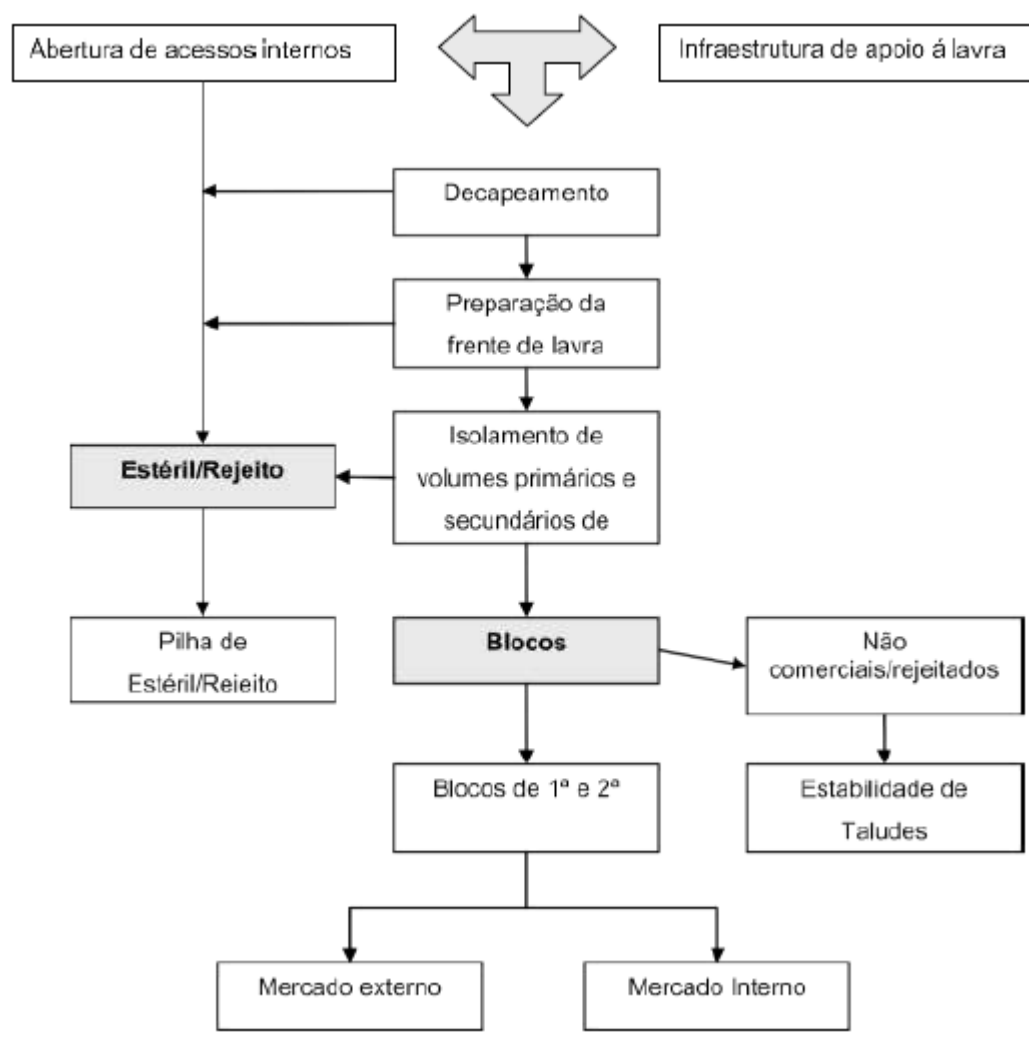 Abertura de acessos internos
Infraestrutura de apoio á lavra
Decapeamento
Preparação da
frente de lavra
Isolamento de
volumes primários e
secundários de
Estéril/Rejeito
Pilha de
Estéril/Reieito
Blocos
Não
comerciais/rejeitados
Blocos de 1ª e 2ª
Estabilidade de
Taludes
Mercado externo
Mercado Interno